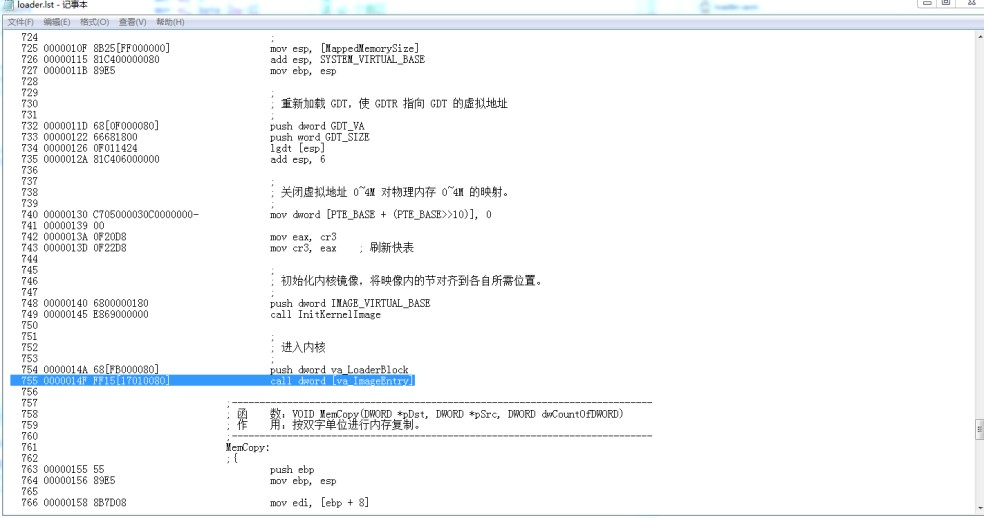 loader.lst - 记事本
文件(F) 编辑(E) 格式(O) 查看(V) 帮助(H)
724 ;
725 0000010F 8B25[FF000000] mov esp, [MappedMemorySize]
726 00000115 81C400000080 add esp, SYSTEM_VIRTUAL_BASE
727 0000011B 89E5 mov ebp, esp
728
729 ;
730 ; 重新加载 GDT, 使 GDTR 指向 GDT 的虚拟地址
731 ;
732 0000011D 68[0F000080] push dword GDT_VA
733 00000122 66681800 push word GDT_SIZE
734 00000126 0F011424 lgdt [esp]
735 0000012A 81C406000000 add esp, 6
736
737 ;
738 ; 关闭虚拟地址 0~4M 对物理内存 0~4M 的映射。
739 ;
740 00000130 C705000030C0000000- mov dword [PTE_BASE + (PTE_BASE>>10)], 0
741 00000139 00
742 0000013A 0F20D8 mov eax, cr3
743 0000013D 0F22D8 mov cr3, eax ; 刷新快表
744
745 ;
746 ; 初始化内核镜像，将映像内的节对齐到各自所需位置。
747 ;
748 00000140 6800000180 push dword IMAGE_VIRTUAL_BASE
749 00000145 E869000000 call InitKernelImage
750
751 ;
752 ; 进入内核
753 ;
754 0000014A 68[FB000080] push dword va_LoaderBlock
755 0000014F FF15[17010080] call dword [va_ImageEntry]
756
757 ;------------------------------------------------------------------------------
758 ; 函 数：VOID MemCopy(DWORD *pDst, DWORD *pSrc, DWORD dwCountOfDWORD)
759 ; 作 用：按双字单位进行内存复制。
760 ;------------------------------------------------------------------------------
761 MemCopy:
762 ;{
763 00000155 55 push ebp
764 00000156 89E5 mov ebp, esp
765
766 00000158 8B7D08 mov edi, [ebp + 8]